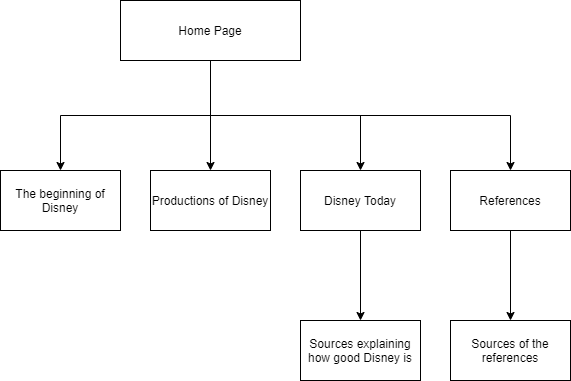 Home Page
The beginning of
Disney
Productions of Disney
Disney Today
References
Sources explaining
how good Disney is
Sources of the
references